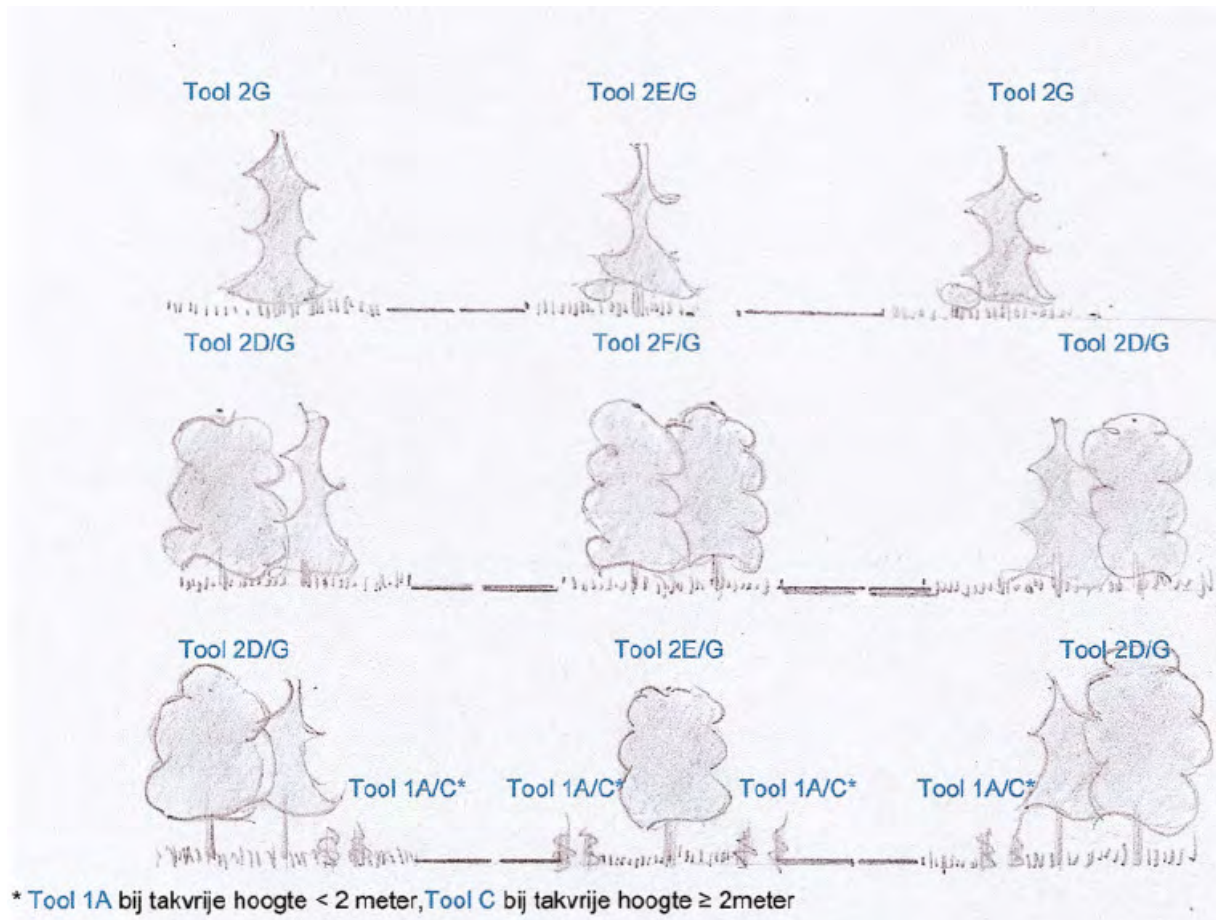 Tool 2G Tool 2E/G Tool 2G
Tool 2D/G Tool 2F/G Tool 2D/G
Tool 2D/G Tool 2E/G Tool 2D/G
Tool 1A/C* Tool 1A/C* Tool 1A/C* Tool 1A/C*
* Tool 1A bij takvrije hoogte < 2 meter,Tool C bij takvrije hoogte ≥ 2meter